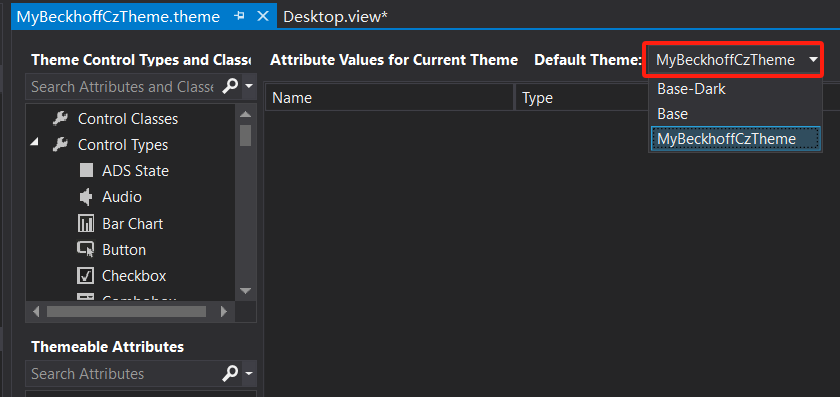 MyBeckhoffCzTheme.theme Desktop.view*
Theme Control Types and Classe Attribute Values for Current Theme Default Theme: MyBeckhoffCzTheme
Search Attributes and Classe
Name Type
Base-Dark
Base
MyBeckhoffCzTheme
Control Classes
Control Types
ADS State
Audio
Bar Chart
Button
Checkbox
Combobox
Themeable Attributes
Search Attributes